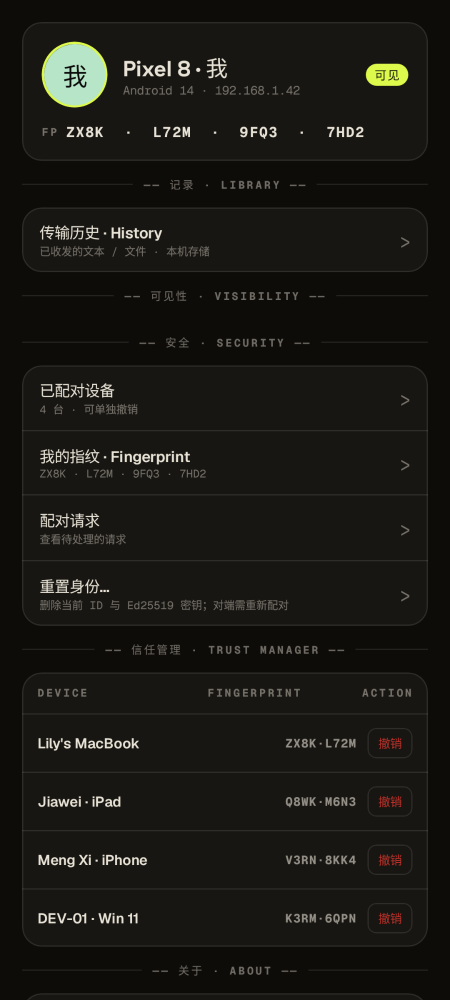 我
Pixel 8 · 我
Android 14 · 192.168.1.42
可见
FP ZX8K · L72M · 9FQ3 · 7HD2
—— 记录 · LIBRARY ——
传输历史 · History
已收发的文本 / 文件 · 本机存储
>
—— 可见性 · VISIBILITY ——
—— 安全 · SECURITY ——
已配对设备
4 台 · 可单独撤销
>
我的指纹 · Fingerprint
ZX8K · L72M · 9FQ3 · 7HD2
>
配对请求
查看待处理的请求
>
重置身份…
删除当前 ID 与 Ed25519 密钥; 对端需重新配对
>
—— 信任管理 · TRUST MANAGER ——
DEVICE FINGERPRINT ACTION
Lily's MacBook ZX8K·L72M 撤销
Jiawei · iPad Q8WK·M6N3 撤销
Meng Xi · iPhone V3RN·8KK4 撤销
DEV-01 · Win 11 K3RM·6QPN 撤销
—— 关于 · ABOUT ——